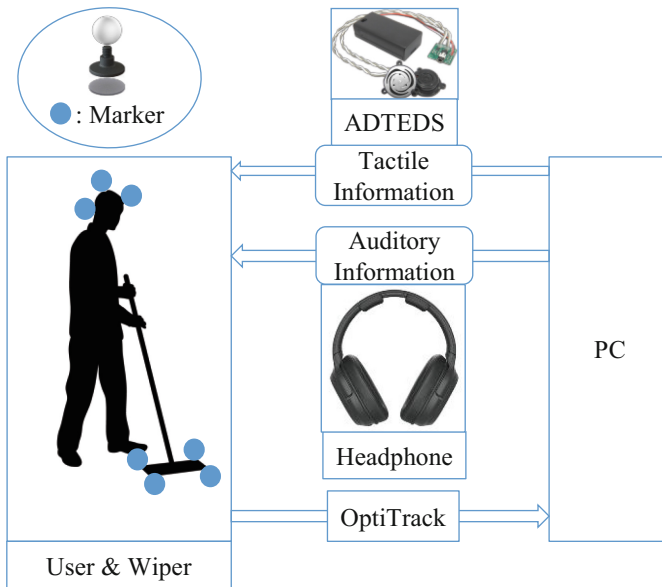 : Marker
ADTEDS
Tactile
Information
Auditory
Information
PC
Headphone
OptiTrack
User & Wiper